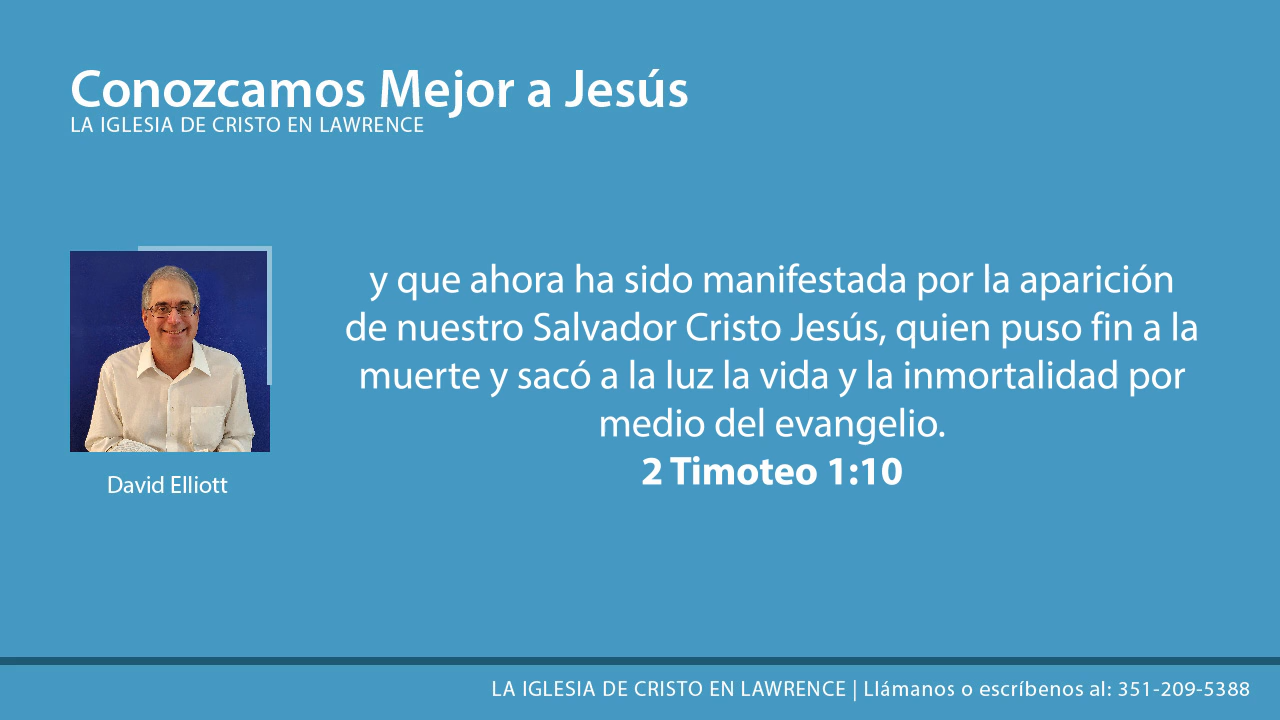 Conozcamos Mejor a Jesús
LA IGLESIA DE CRISTO EN LAWRENCE
y que ahora ha sido manifestada por la aparición
de nuestro Salvador Cristo Jesús, quien puso fin a la
muerte y sacó a la luz la vida y la inmortalidad por
medio del evangelio.
2 Timoteo 1:10
David Elliott
LA IGLESIA DE CRISTO EN LAWRENCE | Llámanos o escríbenos al: 351-209-5388